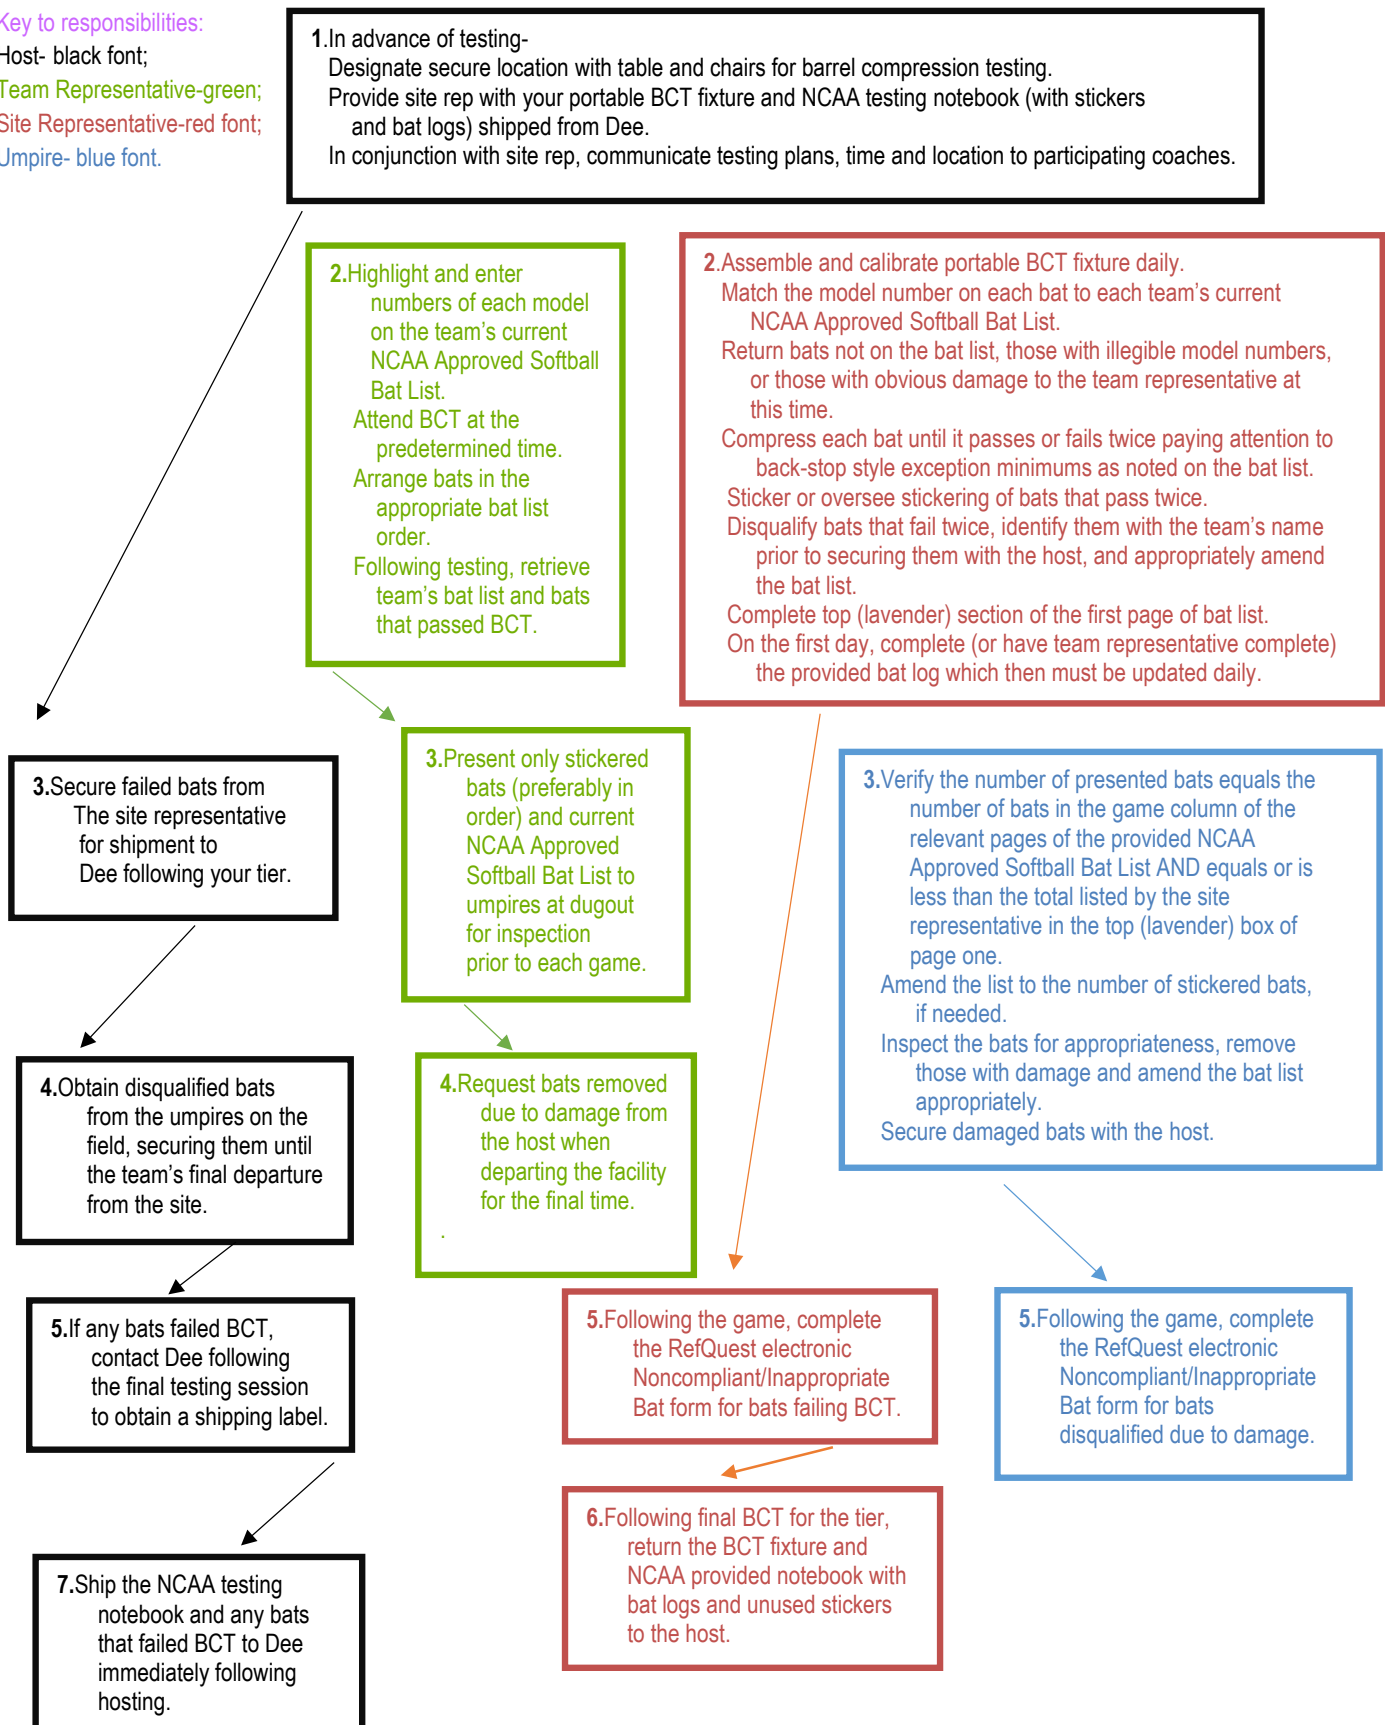 Key to responsibilities:
Host- black font;
Team Representative-green;
Site Representative-red font;
Umpire- blue font.
1.In advance of testing-
Designate secure location with table and chairs for barrel compression testing.
Provide site rep with your portable BCT fixture and NCAA testing notebook (with stickers
and bat logs) shipped from Dee.
In conjunction with site rep, communicate testing plans, time and location to participating coaches.
2.Highlight and enter
numbers of each model
on the team's current
NCAA Approved Softball
Bat List.
Attend BCT at the
predetermined time.
Arrange bats in the
appropriate bat list
order.
Following testing, retrieve
team's bat list and bats
that passed BCT.
2.Assemble and calibrate portable BCT fixture daily.
Match the model number on each bat to each team's current
NCAA Approved Softball Bat List.
Return bats not on the bat list, those with illegible model numbers,
or those with obvious damage to the team representative at
this time.
Compress each bat until it passes or fails twice paying attention to
back-stop style exception minimums as noted on the bat list.
Sticker or oversee stickering of bats that pass twice.
Disqualify bats that fail twice, identify them with the team's name
prior to securing them with the host, and appropriately amend
the bat list.
Complete top (lavender) section of the first page of bat list.
On the first day, complete (or have team representative complete)
the provided bat log which then must be updated daily.
3.Secure failed bats from
The site representative
for shipment to
Dee following your tier.
3.Present only stickered
bats (preferably in
order) and current
NCAA Approved
Softball Bat List to
umpires at dugout
for inspection
prior to each game.
3.Verify the number of presented bats equals the
number of bats in the game column of the
relevant pages of the provided NCAA
Approved Softball Bat List AND equals or is
less than the total listed by the site
representative in the top (lavender) box of
page one.
Amend the list to the number of stickered bats,
if needed.
Inspect the bats for appropriateness, remove
those with damage and amend the bat list
appropriately.
Secure damaged bats with the host.
4.Obtain disqualified bats
from the umpires on the
field, securing them until
the team's final departure
from the site.
4.Request bats removed
due to damage from
the host when
departing the facility
for the final time.
.
5.If any bats failed BCT,
contact Dee following
the final testing session
to obtain a shipping label.
5.Following the game, complete
the RefQuest electronic
Noncompliant/Inappropriate
Bat form for bats failing BCT.
5.Following the game, complete
the RefQuest electronic
Noncompliant/Inappropriate
Bat form for bats
disqualified due to damage.
6.Following final BCT for the tier,
return the BCT fixture and
NCAA provided notebook with
bat logs and unused stickers
to the host.
7.Ship the NCAA testing
notebook and any bats
that failed BCT to Dee
immediately following
hosting.